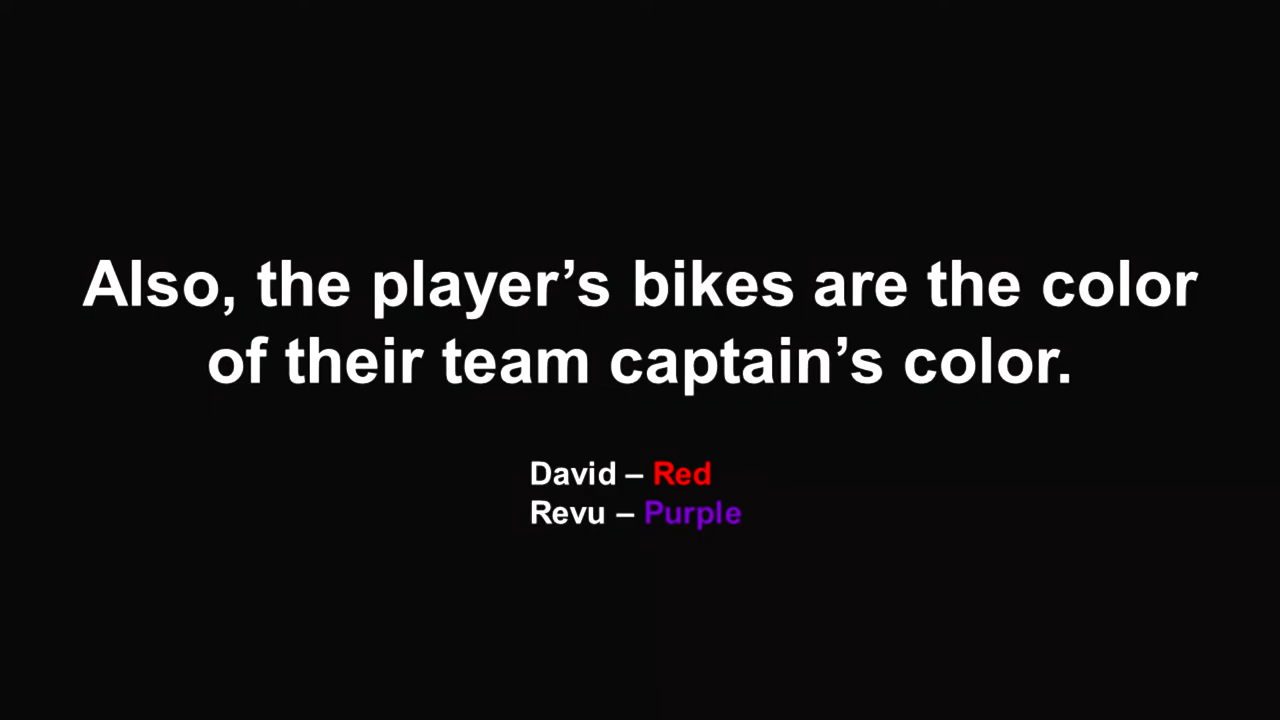 Also, the player’s bikes are the color
of their team captain’s color.
David – Red
Revu – Purple